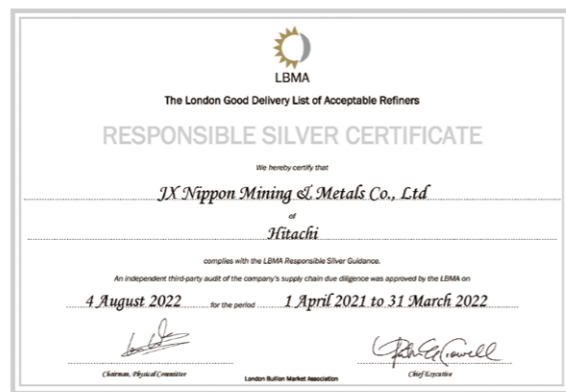 LBMA
The London Good Delivery List of Acceptable Refiners
RESPONSIBLE SILVER CERTIFICATE
We hereby certify that
JX Nippon Mining & Metals Co., Ltd
of
Hitachi
complies with the LBMA Responsible Silver Guidance.
An independent third-party audit of the company's supply chain due diligence was approved by the LBMA on
4 August 2022 for the period 1 April 2021 to 31 March 2022
Chairman, Physical Committee London Bullion Market Association Chief Executive